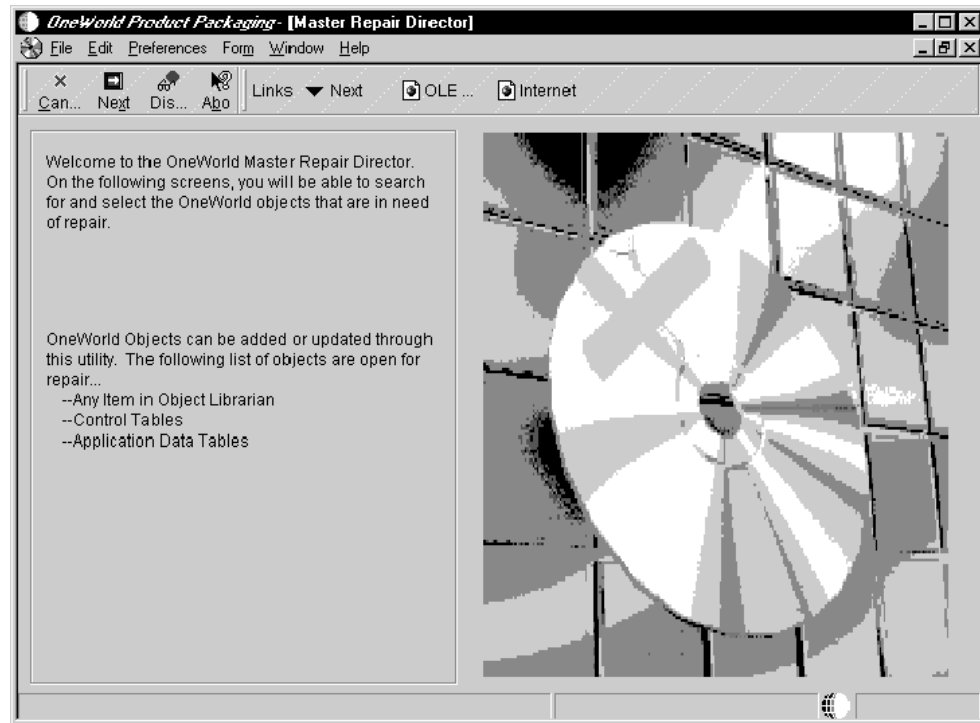 OneWorld Product Packaging - [Master Repair Director]
File Edit Preferences Form Window Help
Can... Next Dis... Abo Links Next OLE ... Internet
Welcome to the OneWorld Master Repair Director.
On the following screens, you will be able to search
for and select the OneWorld objects that are in need
of repair.
OneWorld Objects can be added or updated through
this utility. The following list of objects are open for
repair...
--Any Item in Object Librarian
--Control Tables
--Application Data Tables